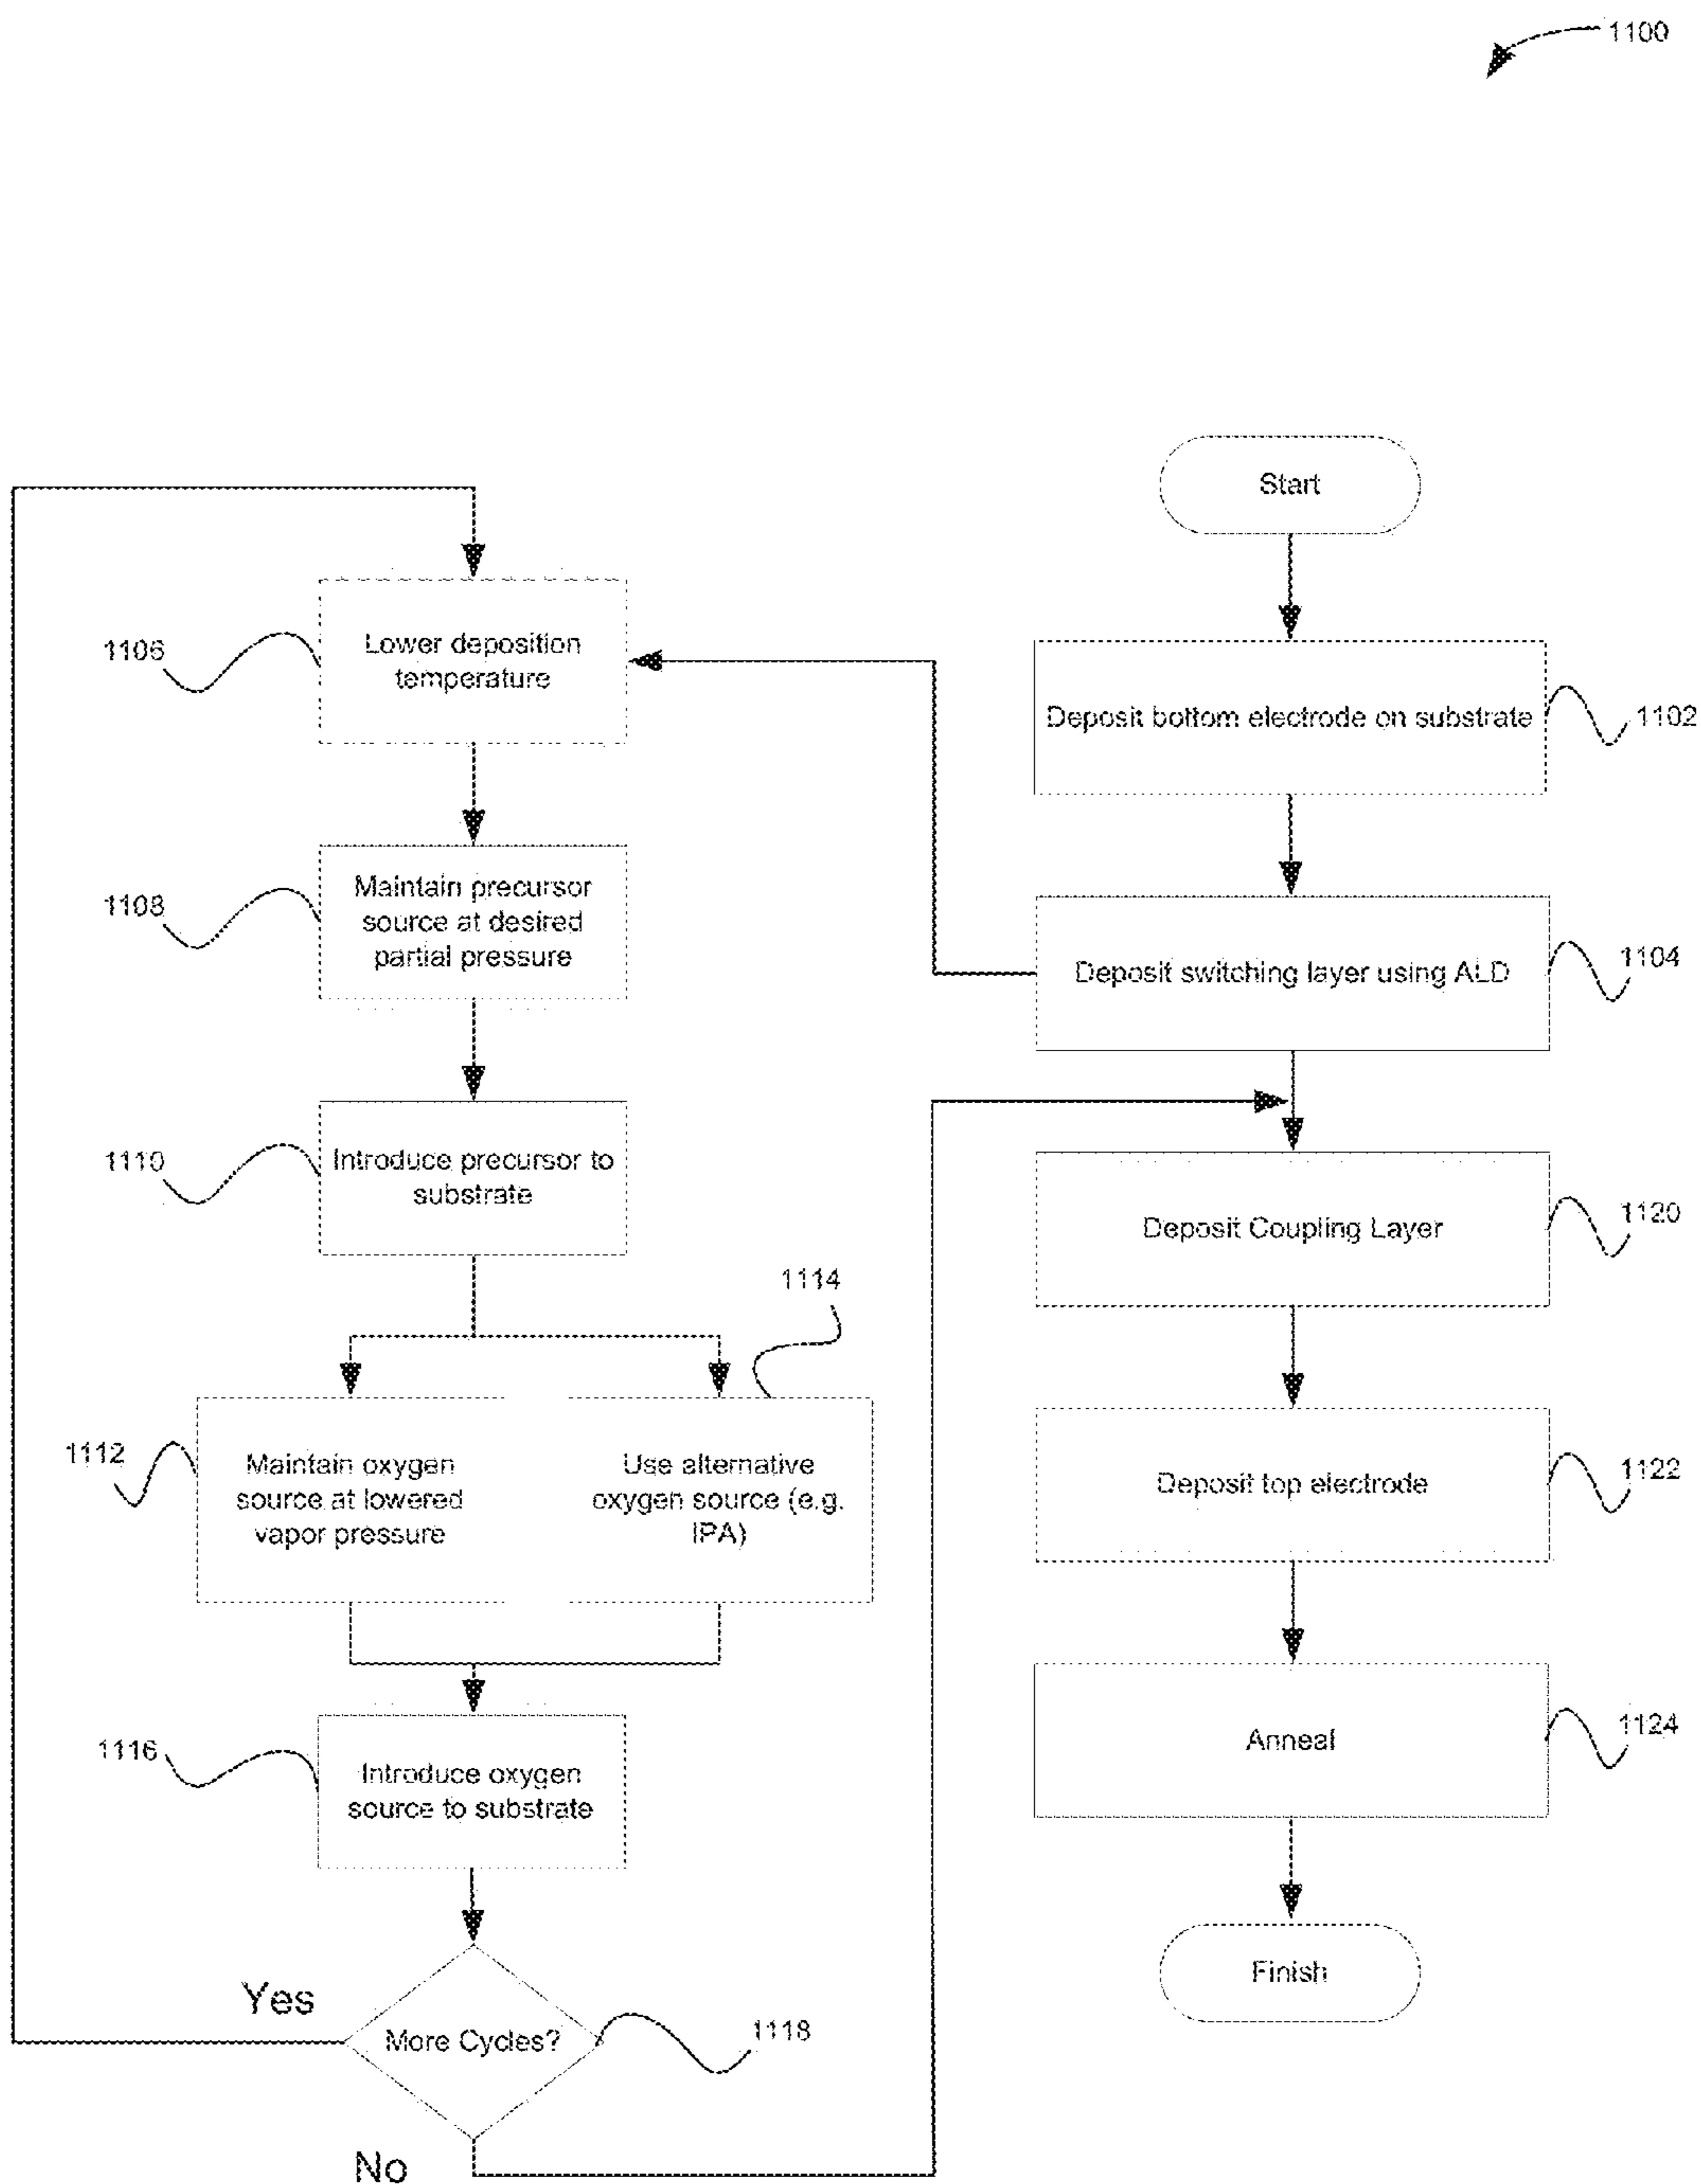 1100
Start
Deposit bottom electrode on substrate
1102
Deposit switching layer using ALD
1104
Lower deposition
temperature
1106
Maintain precursor
source at desired
partial pressure
1108
Introduce precursor to
substrate
1110
Maintain oxygen
source at lowered
vapor pressure
1112
Use alternative
oxygen source (e.g.
IPA)
1114
Introduce oxygen
source to substrate
1116
More Cycles?
1118
Yes
No
Deposit Coupling Layer
1120
Deposit top electrode
1122
Anneal
1124
Finish